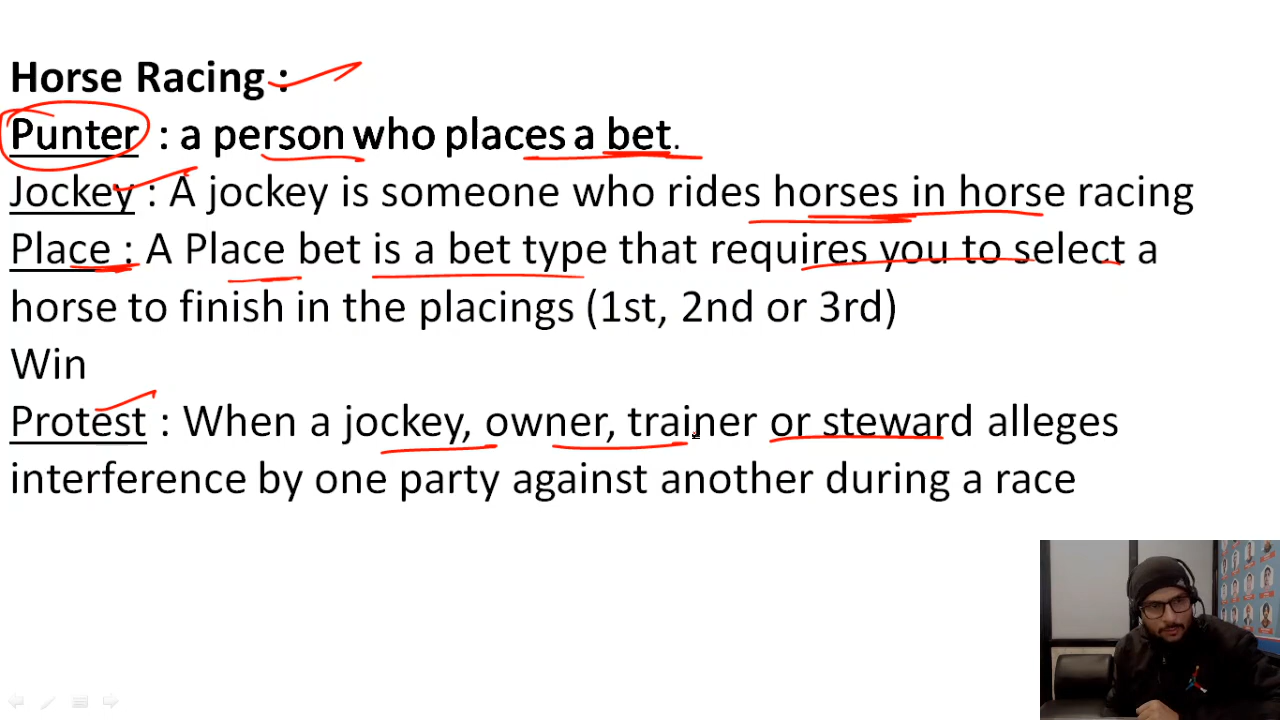 Horse Racing :
Punter : a person who places a bet.
Jockey : A jockey is someone who rides horses in horse racing
Place : A Place bet is a bet type that requires you to select a
horse to finish in the placings (1st, 2nd or 3rd)
Win
Protest : When a jockey, owner, trainer or steward alleges
interference by one party against another during a race